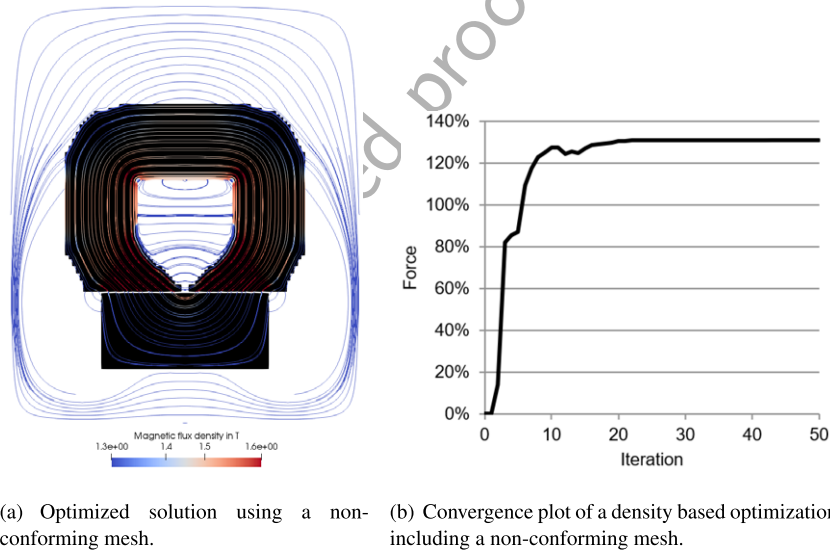 ed proo
Magnetic flux density in T
1.3e+00 1.4 1.5 1.6e+00
140%
120%
100%
80%
60%
40%
20%
0%
Force
0 10 20 30 40 50
Iteration
(a) Optimized solution using a non-
conforming mesh.
(b) Convergence plot of a density based optimization
including a non-conforming mesh.